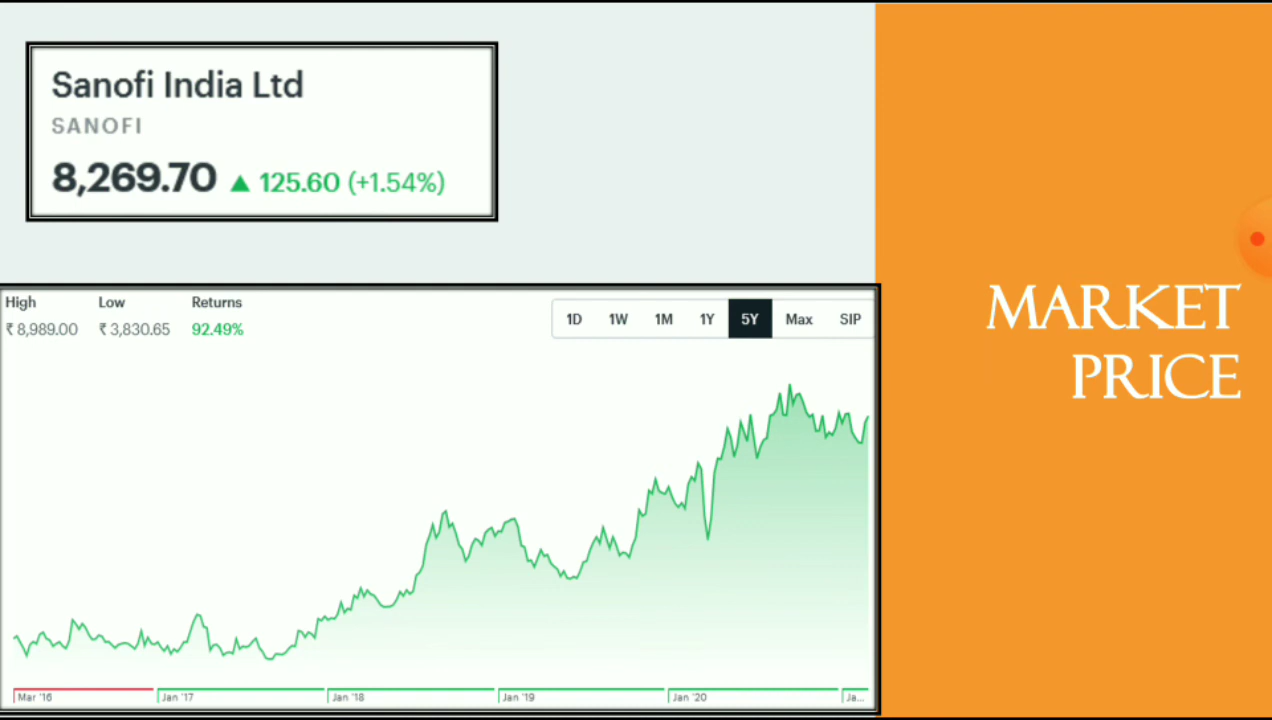 Sanofi India Ltd
SANOFI
8,269.70 ▲ 125.60 (+1.54%)
High Low Returns
₹ 8,989.00 ₹ 3,830.65 92.49%
1D 1W 1M 1Y 5Y Max SIP
MARKET
PRICE
Mar '16 Jan '17 Jan '18 Jan '19 Jan '20 Ja...